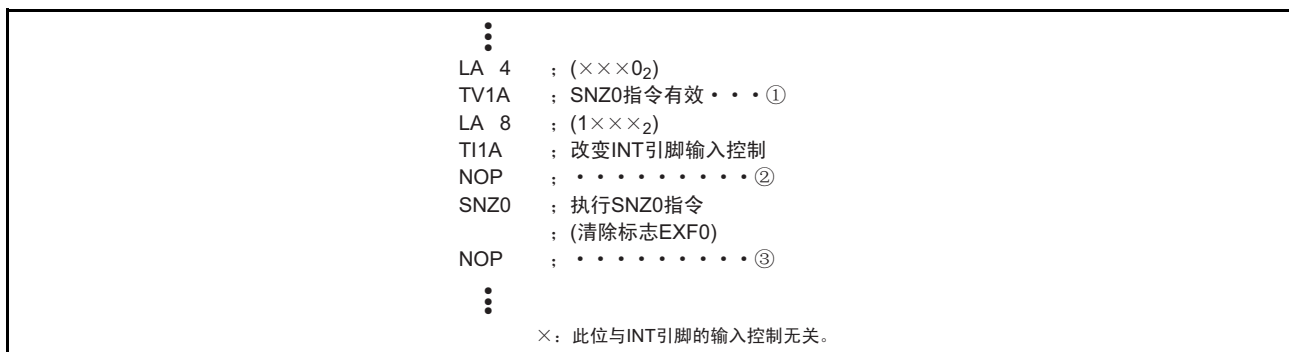 LA 4 ；(×××0₂)
TV1A ；SNZ0指令有效・・・①
LA 8 ；(1×××₂)
TI1A ；改变INT引脚输入控制
NOP ；・・・・・・・・・②
SNZ0 ；执行SNZ0指令
；(清除标志EXF0)
NOP ；・・・・・・・・・③
×：此位与INT引脚的输入控制无关。